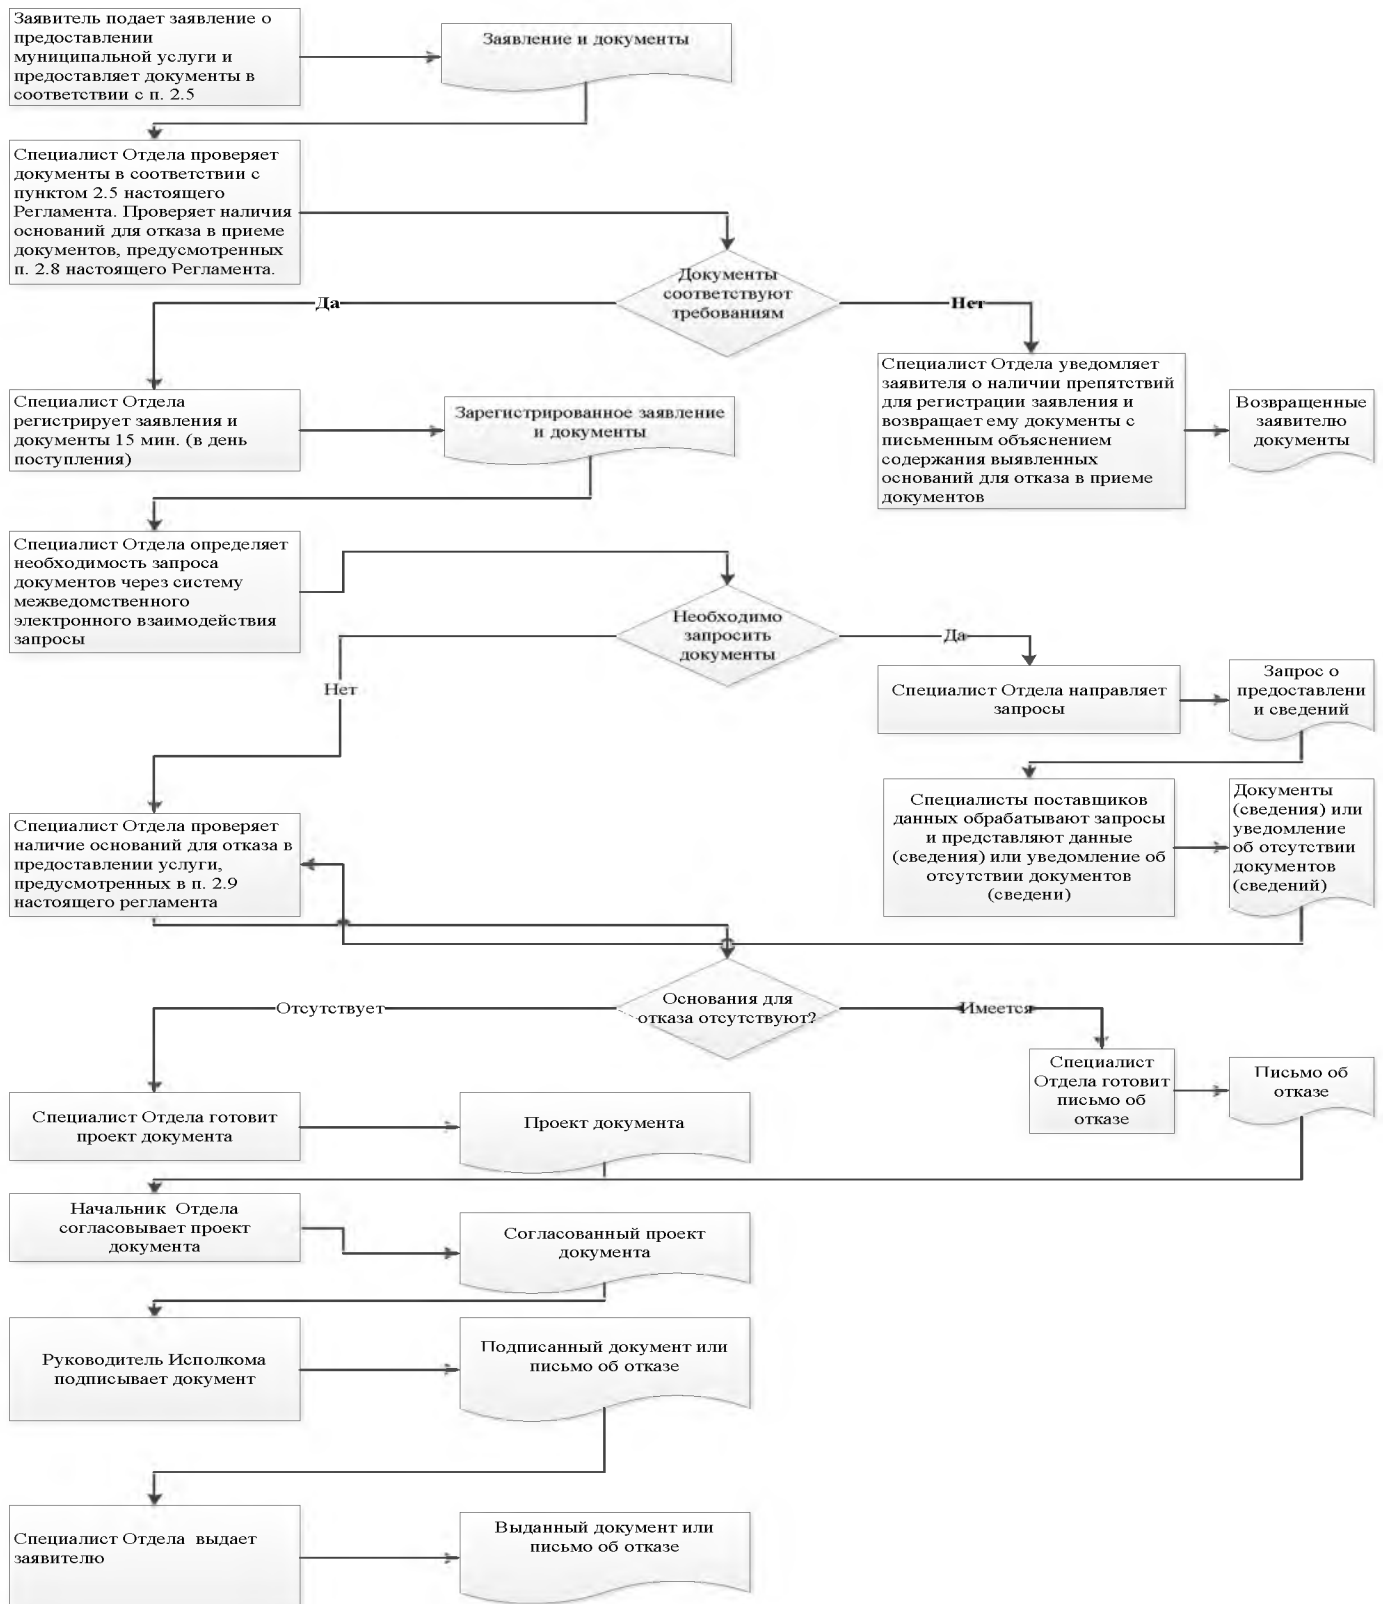 Заявитель подает заявление о
предоставлении
муниципальной услуги и
предоставляет документы в
соответствии с п. 2.5
Заявление и документы
Специалист Отдела проверяет
документы в соответствии с
пунктом 2.5 настоящего
Регламента. Проверяет наличия
оснований для отказа в приеме
документов, предусмотренных
п. 2.8 настоящего Регламента.
Документы
соответствуют
требованиям
Да
Нет
Специалист Отдела
регистрирует заявления и
документы 15 мин. (в день
поступления)
Зарегистрированное заявление
и документы
Специалист Отдела уведомляет
заявителя о наличии препятствий
для регистрации заявления и
возвращает ему документы с
письменным объяснением
содержания выявленных
оснований для отказа в приеме
документов
Возвращенные
заявителю
документы
Специалист Отдела определяет
необходимость запроса
документов через систему
межведомственного
электронного взаимодействия
запросы
Необходимо
запросить
документы
Да
Нет
Специалист Отдела направляет
запросы
Запрос о
предоставлени
и сведений
Специалисты поставшиков
данных обрабатывают запросы
и представляют данные
(сведения) или уведомление об
отсутствии документов
(сведени)
Документы
(сведения) или
уведомление
об отсутствии
документов
(сведений)
Специалист Отдела проверяет
наличие оснований для отказа в
предоставлении услуги,
предусмотренных в п. 2.9
настоящего регламента
Основания для
отказа отсутствуют?
Отсутствует
Имеется
Специалист
Отдела готовит
письмо об
отказе
Письмо об
отказе
Специалист Отдела готовит
проект документа
Проект документа
Начальник Отдела
согласовывает проект
документа
Согласованный проект
документа
Руководитель Исполкома
подписывает документ
Подписанный документ или
письмо об отказе
Специалист Отдела выдает
заявителю
Выданный документ или
письмо об отказе